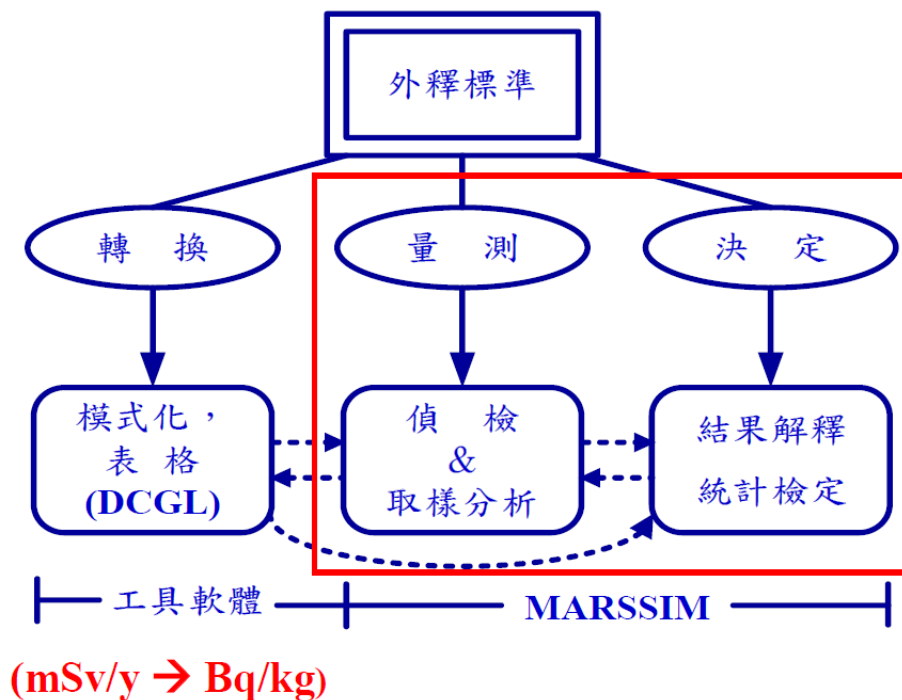 外釋標準
轉 換
量 測
決 定
模式化，
表 格
(DCGL)
偵 檢
&
取樣分析
結果解釋
統計檢定
工具軟體
MARSSIM
(mSv/y → Bq/kg)